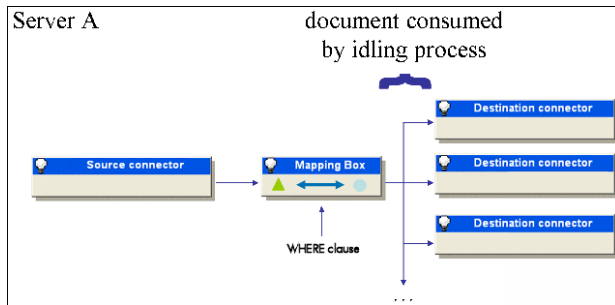 Server A
document consumed
by idling process
Destination connector
Source connector
Mapping Box
Destination connector
Destination connector
WHERE clause
...